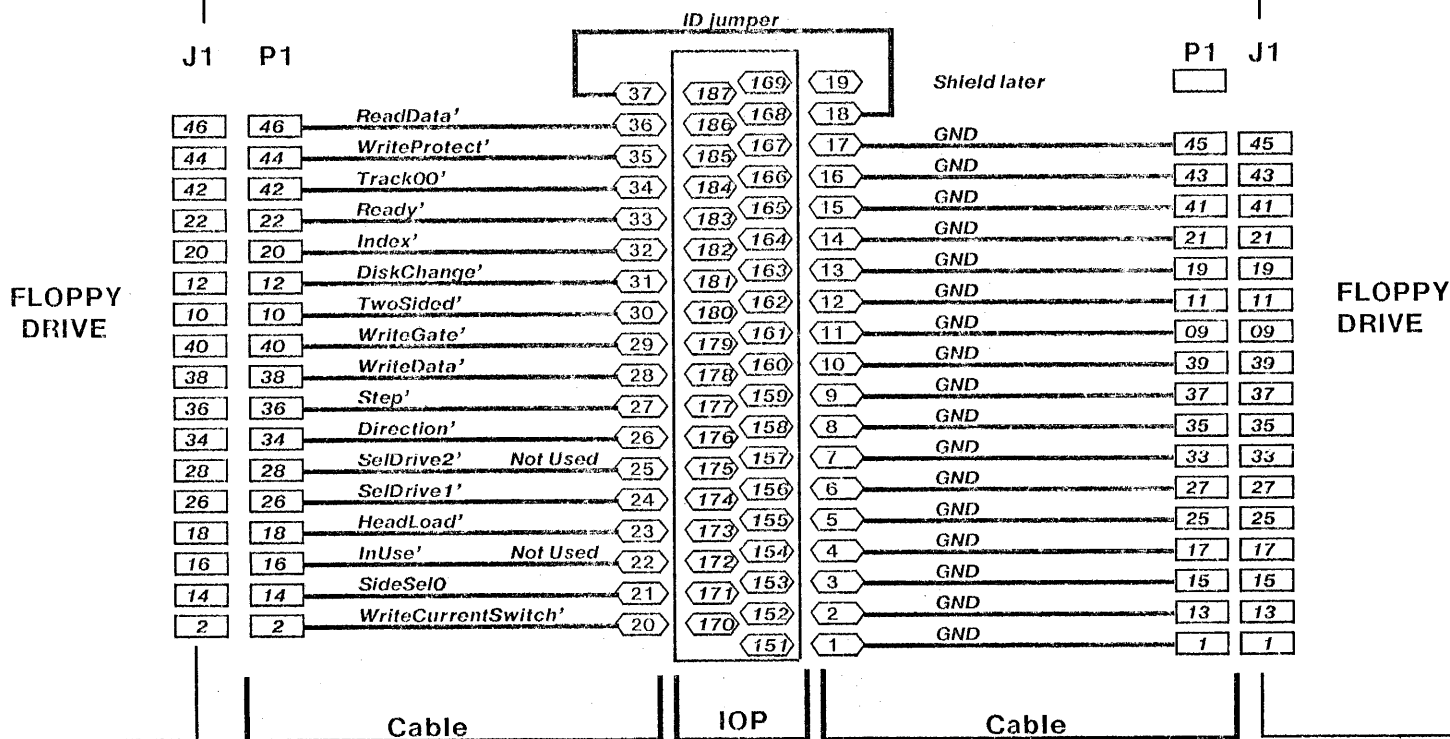 ID jumper
J1 P1 P1 J1
37 187 169 19 Shield later
46 46 ReadData' 36 186 168 18
44 44 WriteProtect' 35 185 167 17 GND 45 45
42 42 Track00' 34 184 166 16 GND 43 43
22 22 Ready' 33 183 165 15 GND 41 41
20 20 Index' 32 182 164 14 GND 21 21
12 12 DiskChange' 31 181 163 13 GND 19 19
10 10 TwoSided' 30 180 162 12 GND 11 11
40 40 WriteGate' 29 179 161 11 GND 09 09
38 38 WriteData' 28 178 160 10 GND 39 39
36 36 Step' 27 177 159 9 GND 37 37
34 34 Direction' 26 176 158 8 GND 35 35
28 28 SelDrive2' Not Used 25 175 157 7 GND 33 33
26 26 SelDrive1' 24 174 156 6 GND 27 27
18 18 HeadLoad' 23 173 155 5 GND 25 25
16 16 InUse' Not Used 22 172 154 4 GND 17 17
14 14 SideSel0 21 171 153 3 GND 15 15
2 2 WriteCurrentSwitch' 20 170 152 2 GND 13 13
151 1 GND 1 1
FLOPPY
DRIVE
FLOPPY
DRIVE
Cable IOP Cable